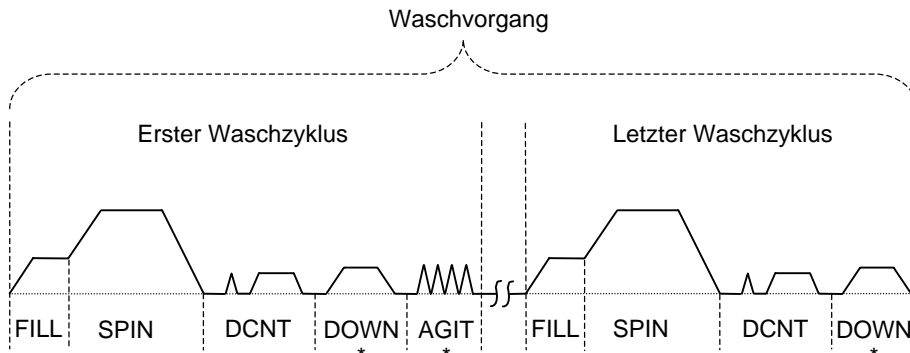 Waschvorgang
Erster Waschzyklus Letzter Waschzyklus
FILL SPIN DCNT DOWN AGIT FILL SPIN DCNT DOWN
* * *